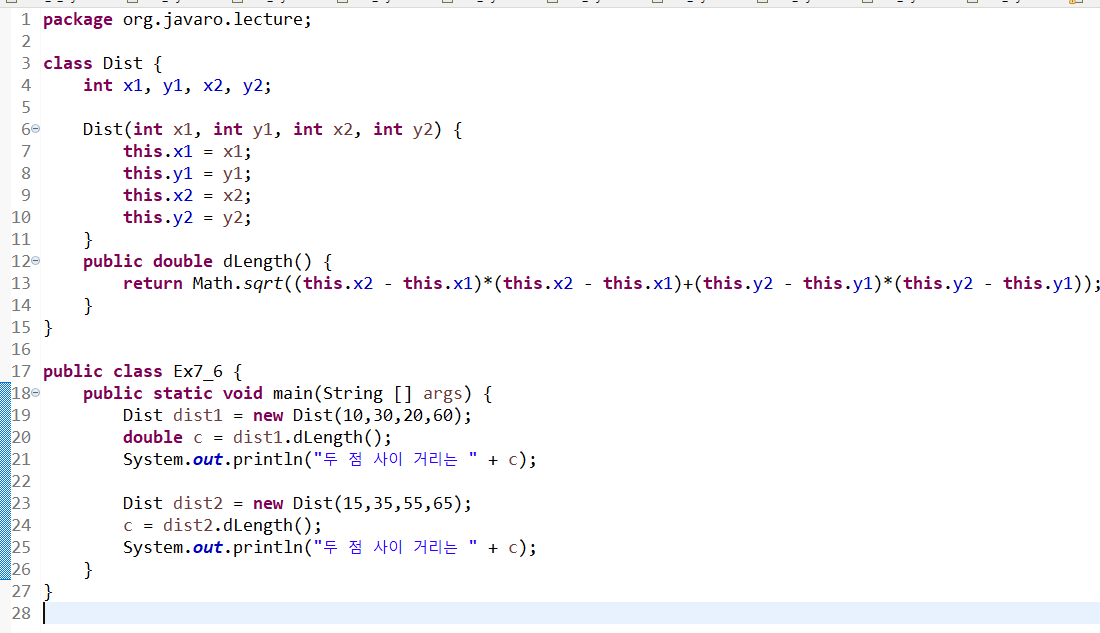 1 package org.javaro.lecture;
2
3 class Dist {
4 int x1, y1, x2, y2;
5
6 Dist(int x1, int y1, int x2, int y2) {
7 this.x1 = x1;
8 this.y1 = y1;
9 this.x2 = x2;
10 this.y2 = y2;
11 }
12 public double dLength() {
13 return Math.sqrt((this.x2 - this.x1)*(this.x2 - this.x1)+(this.y2 - this.y1)*(this.y2 - this.y1));
14 }
15 }
16
17 public class Ex7_6 {
18 public static void main(String [] args) {
19 Dist dist1 = new Dist(10,30,20,60);
20 double c = dist1.dLength();
21 System.out.println("두 점 사이 거리는 " + c);
22
23 Dist dist2 = new Dist(15,35,55,65);
24 c = dist2.dLength();
25 System.out.println("두 점 사이 거리는 " + c);
26 }
27 }
28